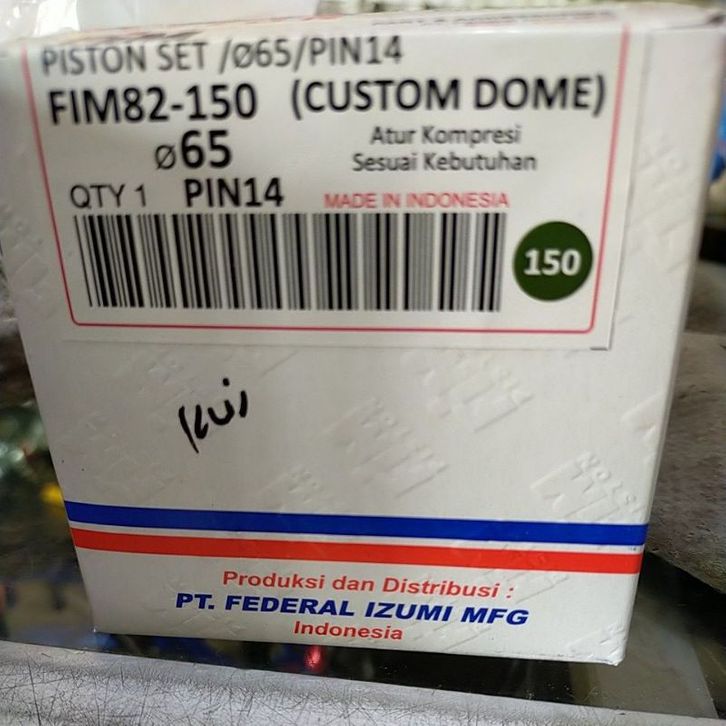 PISTON SET /Ø65/PIN14
FIM82-150 (CUSTOM DOME)
Ø65
Atur Kompresi
Sesuai Kebutuhan
QTY 1 PIN14 MADE IN INDONESIA
150
Produksi dan Distribusi :
PT. FEDERAL IZUMI MFG
Indonesia